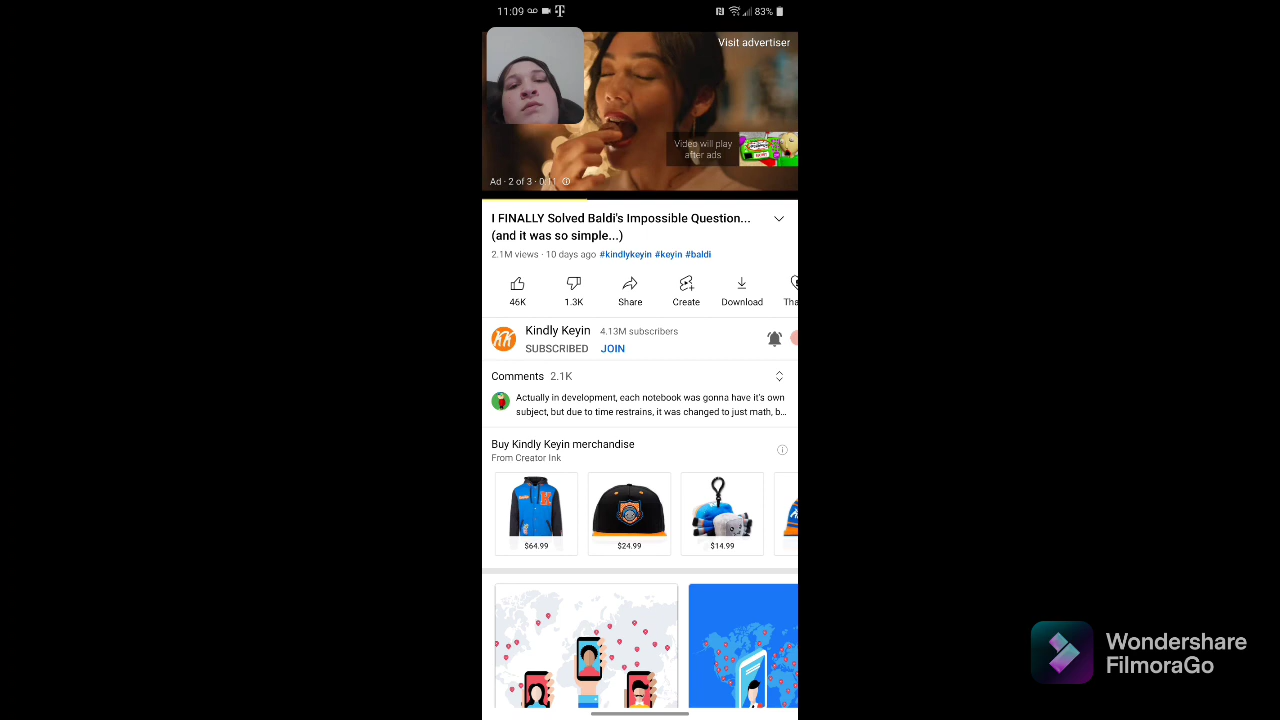 11:09
83%
Visit advertiser
Video will play
after ads
Ad · 2 of 3 · 0:11
I FINALLY Solved Baldi's Impossible Question...
(and it was so simple...)
2.1M views · 10 days ago #kindlykeyin #keyin #baldi
46K 1.3K Share Create Download Tha
Kindly Keyin 4.13M subscribers
SUBSCRIBED JOIN
Comments 2.1K
Actually in development, each notebook was gonna have it's own
subject, but due to time restrains, it was changed to just math, b...
Buy Kindly Keyin merchandise
From Creator Ink
$64.99 $24.99 $14.99
Wondershare
FilmoraGo